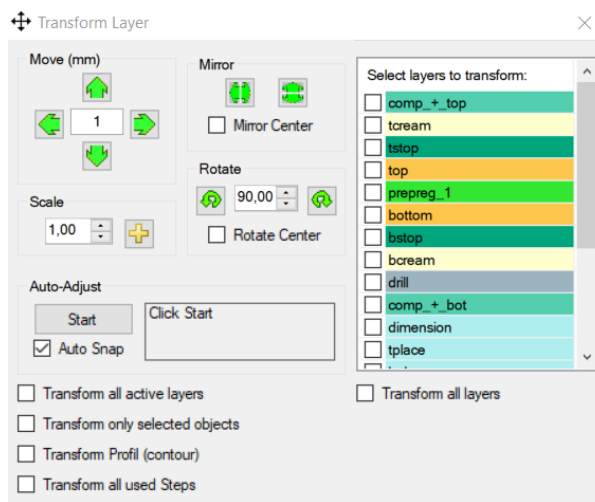 Transform Layer
Move (mm)
1
Mirror
Mirror Center
Scale
1,00
Rotate
90,00
Rotate Center
Auto-Adjust
Start
Click Start
Auto Snap
Transform all active layers
Transform only selected objects
Transform Profil (contour)
Transform all used Steps
Select layers to transform:
comp_+_top
tcream
tstop
top
prepreg_1
bottom
bstop
bcream
drill
comp_+_bot
dimension
tplace
Transform all layers